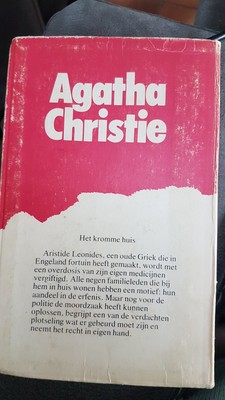 Agatha
Christie
Het kromme huis
Aristide Leonides, een oude Griek die in
Engeland fortuin heeft gemaakt, wordt met
een overdosis van zijn eigen medicijnen
vergiftigd. Alle negen familieleden die bij
hem in huis wonen hebben een motief: hun
aandeel in de erfenis. Maar nog voor de
politie de moordzaak heeft kunnen
oplossen, begrijpt een van de verdachten
plotseling wat er gebeurd moet zijn en
neemt het recht in eigen hand.